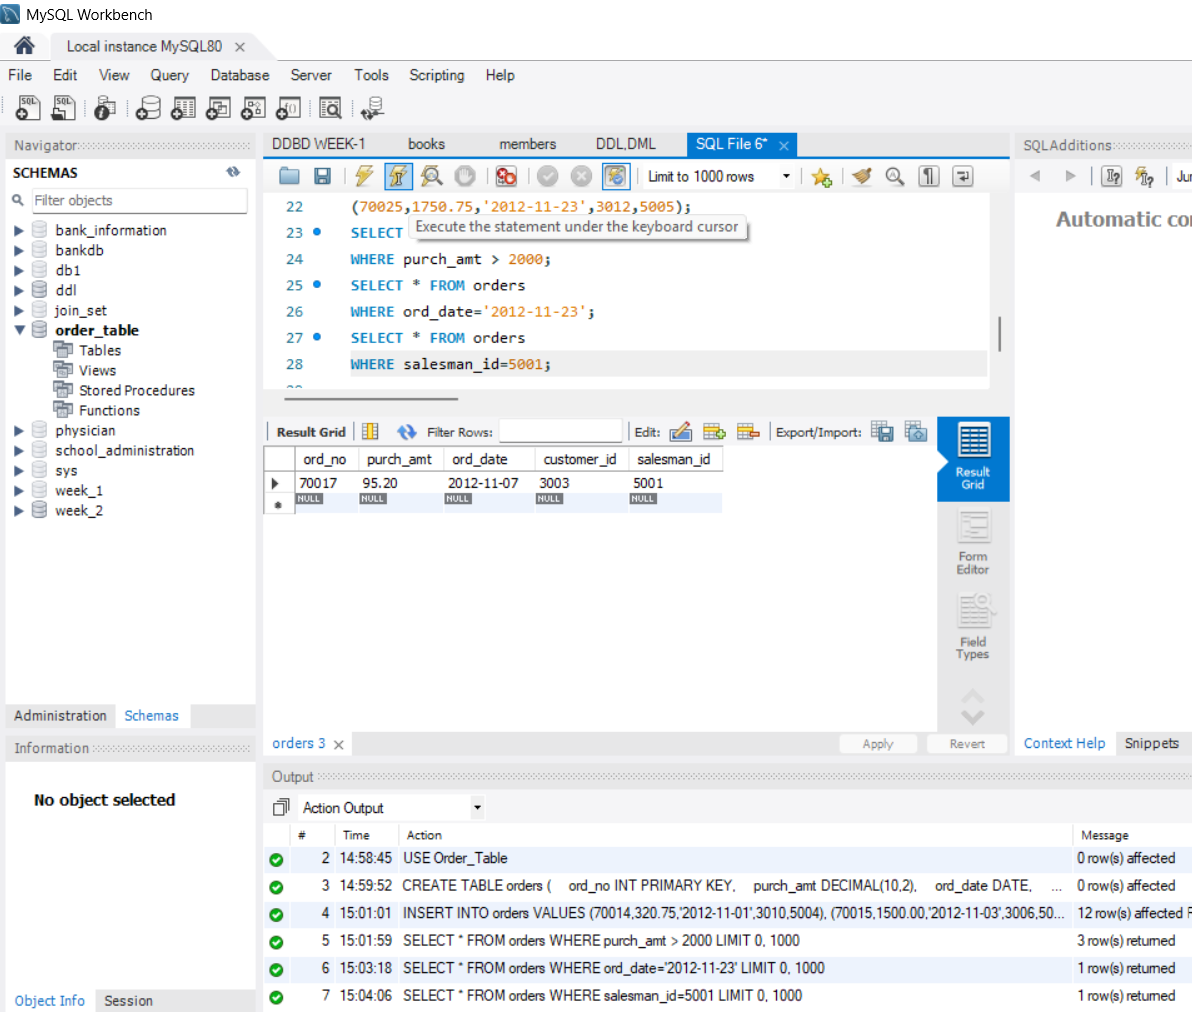 MySQL Workbench
Local instance MySQL80
File Edit View Query Database Server Tools Scripting Help
Navigator
SCHEMAS
Filter objects
bank_information
bankdb
db1
ddl
join_set
order_table
Tables
Views
Stored Procedures
Functions
physician
school_administration
sys
week_1
week_2
Administration Schemas
Information
No object selected
Object Info Session
DDBD WEEK-1 books members DDL,DML SQL File 6*
Limit to 1000 rows
22 (70025,1750.75,'2012-11-23',3012,5005);
23 SELECT
Execute the statement under the keyboard cursor
24 WHERE purch_amt > 2000;
25 SELECT * FROM orders
26 WHERE ord_date='2012-11-23';
27 SELECT * FROM orders
28 WHERE salesman_id=5001;
Result Grid Filter Rows: Edit: Export/Import:
ord_no purch_amt ord_date customer_id salesman_id
70017 95.20 2012-11-07 3003 5001
NULL NULL NULL NULL NULL
Result Grid
Form Editor
Field Types
orders 3
Apply Revert
SQLAdditions
Jum
Automatic co
Context Help Snippets
Output
Action Output
# Time Action Message
2 14:58:45 USE Order_Table 0 row(s) affected
3 14:59:52 CREATE TABLE orders ( ord_no INT PRIMARY KEY, purch_amt DECIMAL(10,2), ord_date DATE, ... 0 row(s) affected
4 15:01:01 INSERT INTO orders VALUES (70014,320.75,'2012-11-01',3010,5004), (70015,1500.00,'2012-11-03',3006,50... 12 row(s) affected R
5 15:01:59 SELECT * FROM orders WHERE purch_amt > 2000 LIMIT 0, 1000 3 row(s) returned
6 15:03:18 SELECT * FROM orders WHERE ord_date='2012-11-23' LIMIT 0, 1000 1 row(s) returned
7 15:04:06 SELECT * FROM orders WHERE salesman_id=5001 LIMIT 0, 1000 1 row(s) returned